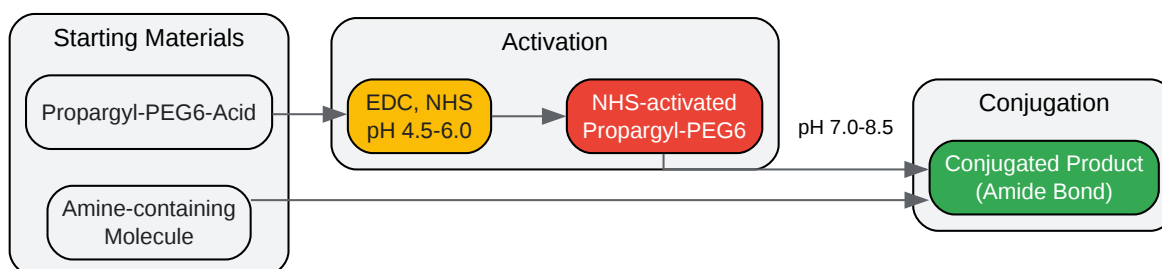 Starting Materials
Propargyl-PEG6-Acid
Amine-containing
Molecule
Activation
EDC, NHS
pH 4.5-6.0
NHS-activated
Propargyl-PEG6
pH 7.0-8.5
Conjugation
Conjugated Product
(Amide Bond)